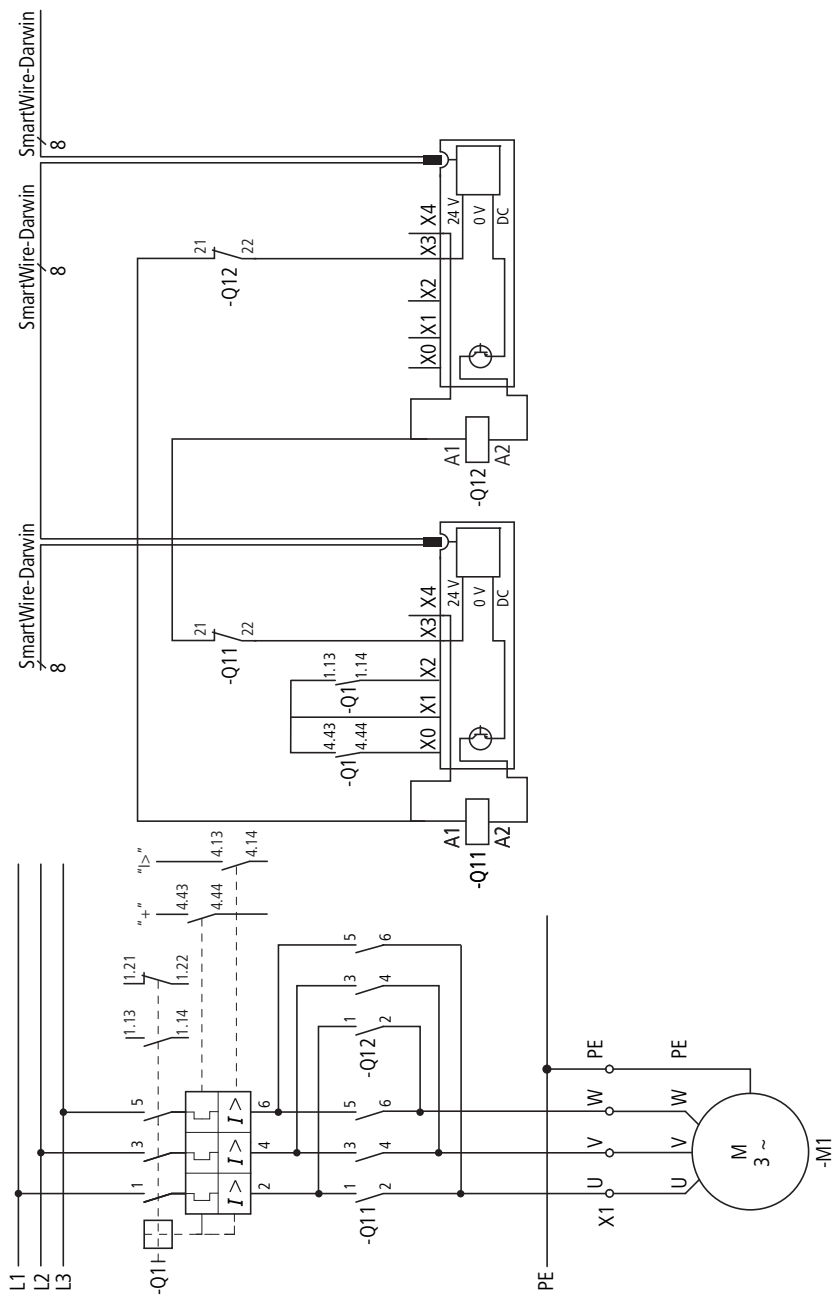 L1
L2
L3
-Q1
1
3
5
1.13
1.14
1.21
1.22
"+"
4.43
4.44
"I>"
4.13
4.14
I >
I >
I >
2
4
6
-Q11
1
2
3
4
5
6
-Q12
1
2
3
4
5
6
PE
X1
U
V
W
PE
U
V
W
PE
M
3 ~
-M1
SmartWire-Darwin
8
SmartWire-Darwin
8
SmartWire-Darwin
8
-Q11
21
22
-Q12
21
22
-Q1
4.43
4.44
-Q1
1.13
1.14
-Q11
A1
A2
X0
X1
X2
X3
X4
24 V
0 V
DC
-Q12
A1
A2
X0
X1
X2
X3
X4
24 V
0 V
DC